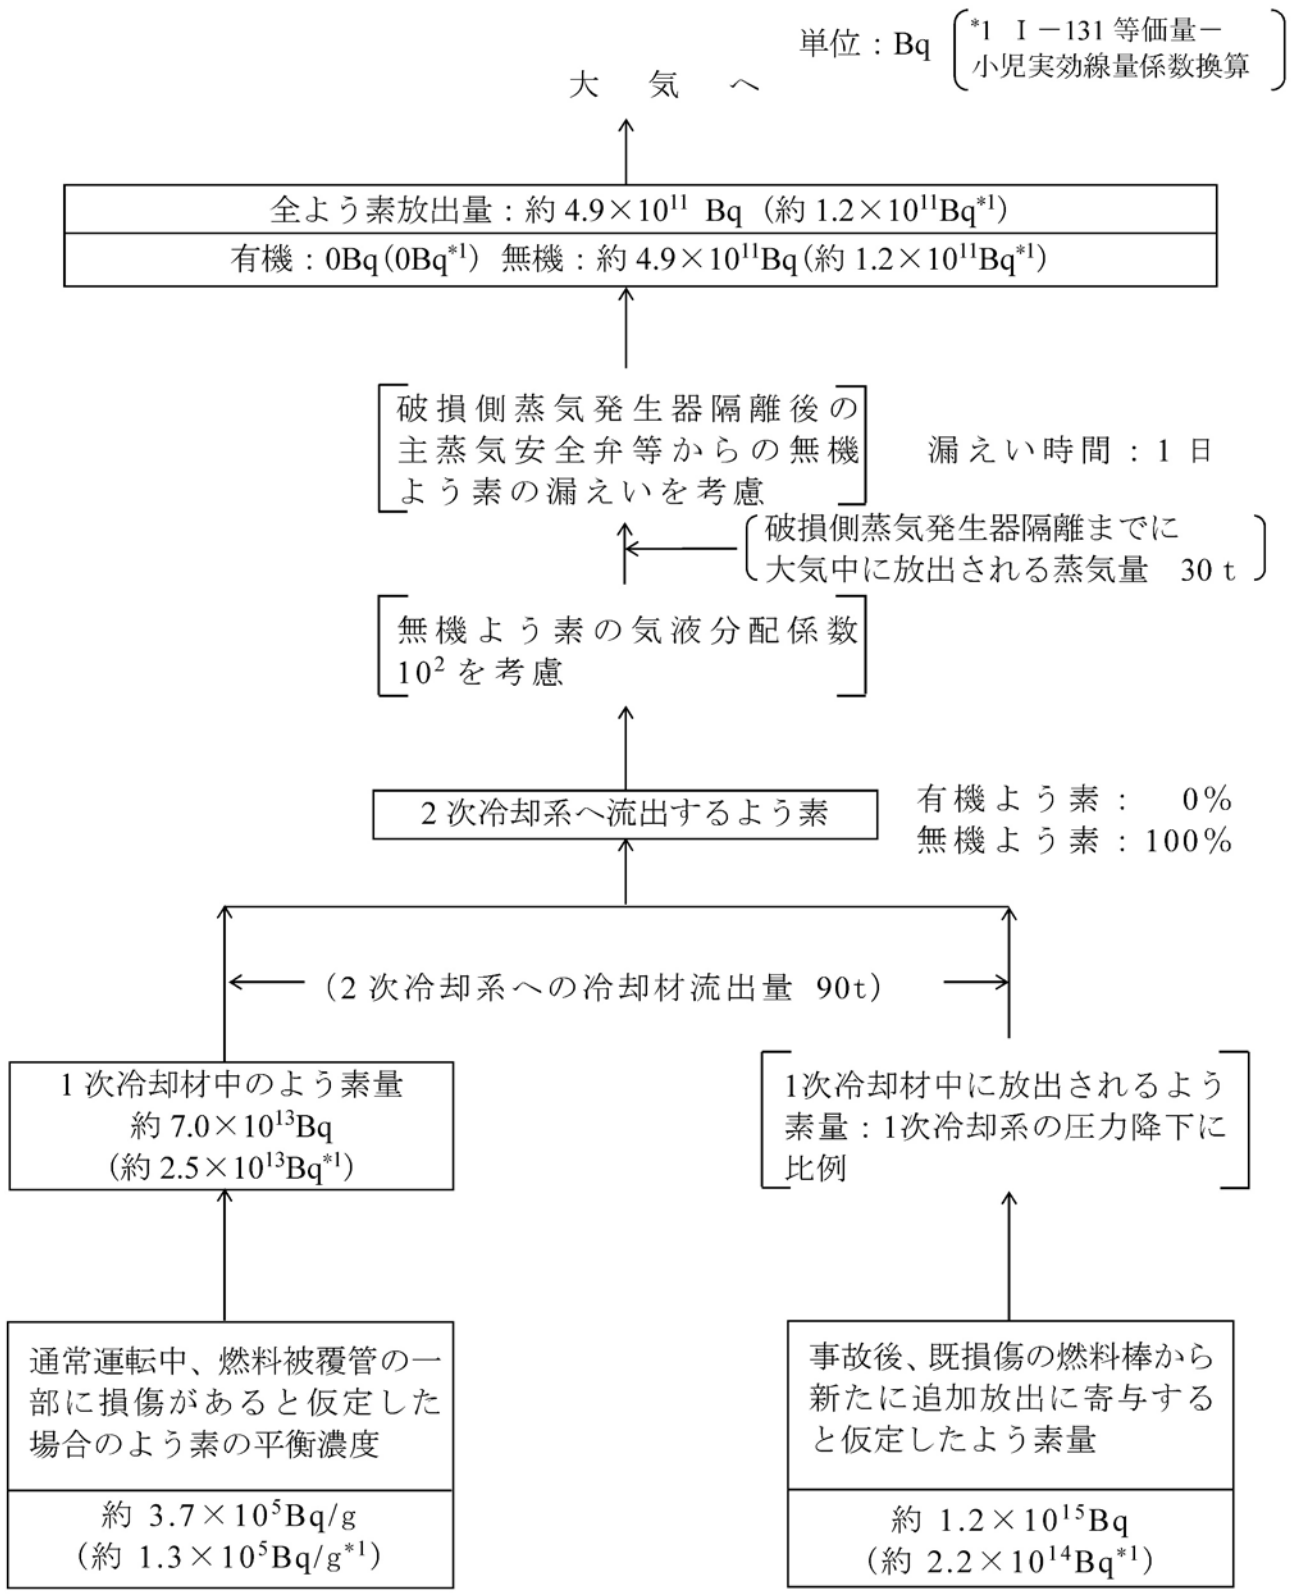 単位：Bq
*1 I－131 等価量－
小児実効線量係数換算
大 気 へ
全よう素放出量：約 4.9×10¹¹ Bq（約 1.2×10¹¹Bq*¹）
有機：0Bq（0Bq*¹） 無機：約 4.9×10¹¹Bq（約 1.2×10¹¹Bq*¹）
破損側蒸気発生器隔離後の
主蒸気安全弁等からの無機
よう素の漏えいを考慮
漏えい時間：1 日
破損側蒸気発生器隔離までに
大気中に放出される蒸気量 30 t
無機よう素の気液分配係数
10² を考慮
2 次冷却系へ流出するよう素
有機よう素： 0%
無機よう素：100%
（2 次冷却系への冷却材流出量 90t）
1 次冷却材中のよう素量
約 7.0×10¹³Bq
（約 2.5×10¹³Bq*¹）
1次冷却材中に放出されるよう
素量：1次冷却系の圧力降下に
比例
通常運転中、燃料被覆管の一
部に損傷があると仮定した
場合のよう素の平衡濃度
約 3.7×10⁵Bq/g
（約 1.3×10⁵Bq/g*¹）
事故後、既損傷の燃料棒から
新たに追加放出に寄与する
と仮定したよう素量
約 1.2×10¹⁵Bq
（約 2.2×10¹⁴Bq*¹）